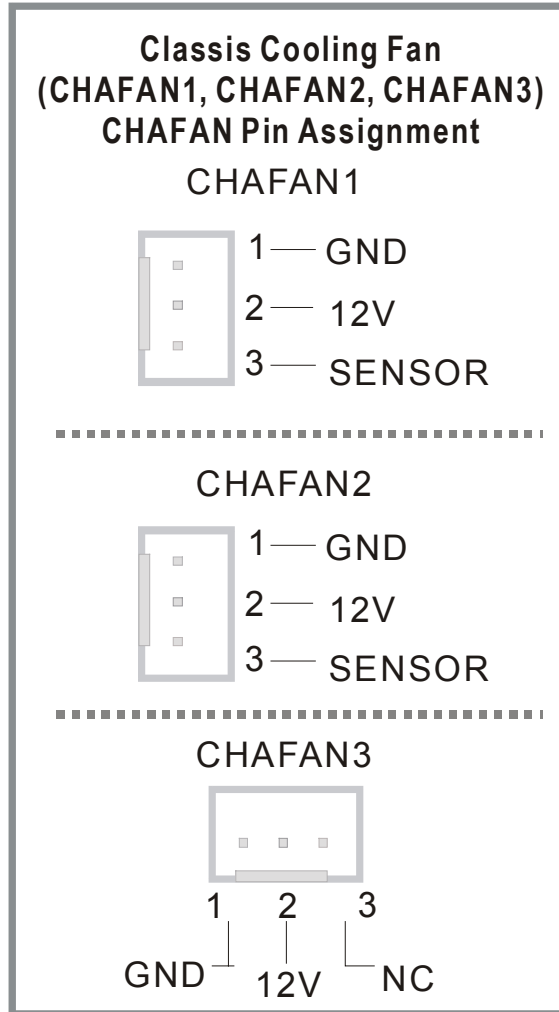 Classis Cooling Fan
(CHAFAN1, CHAFAN2, CHAFAN3)
CHAFAN Pin Assignment
CHAFAN1
1 GND
2 12V
3 SENSOR
CHAFAN2
1 GND
2 12V
3 SENSOR
CHAFAN3
1 2 3
GND 12V NC